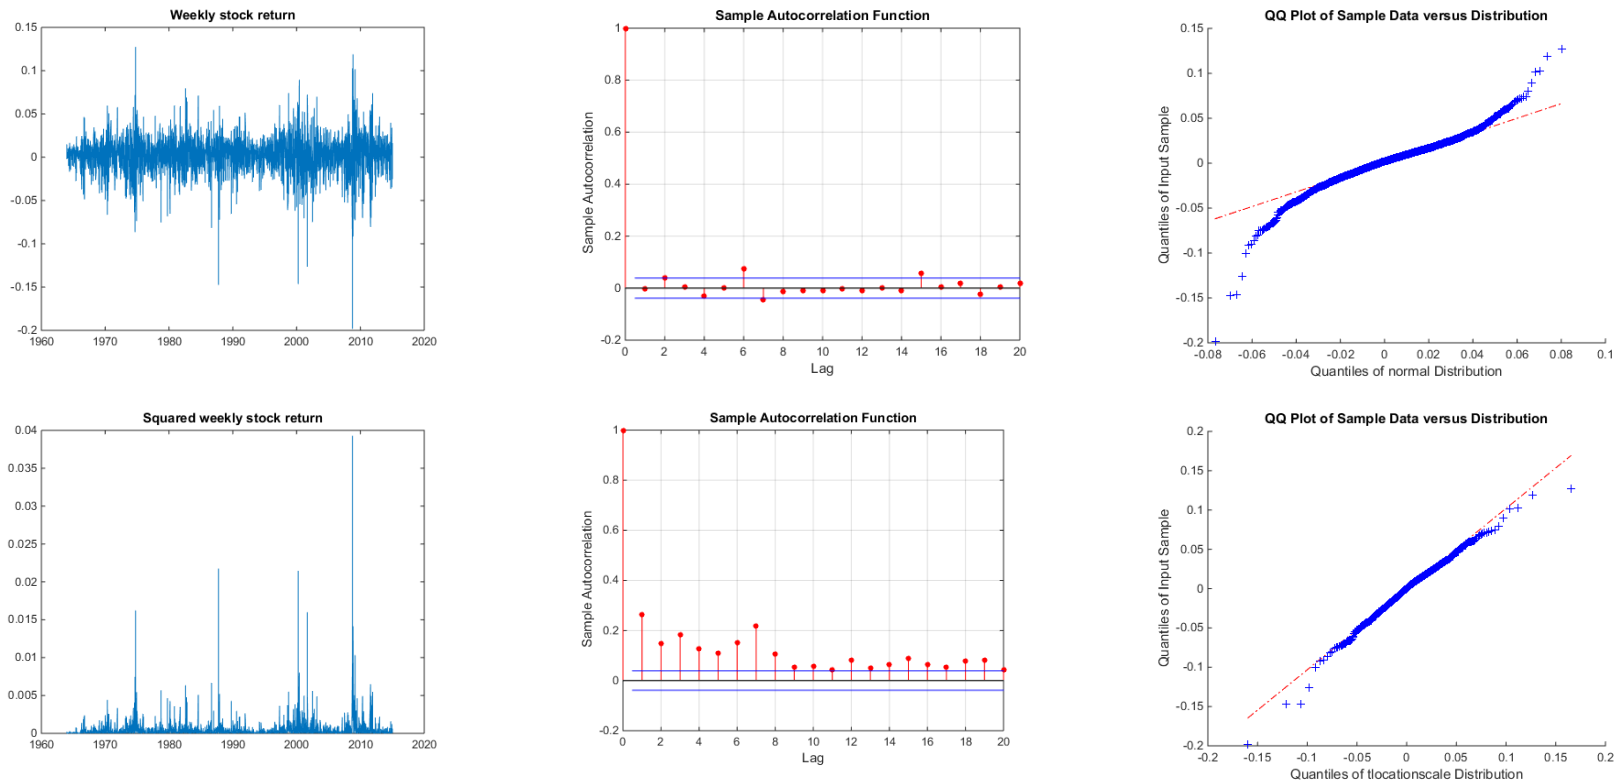 Weekly stock return
0.15
0.1
0.05
0
-0.05
-0.1
-0.15
-0.2
1960 1970 1980 1990 2000 2010 2020
Sample Autocorrelation Function
Sample Autocorrelation
1
0.8
0.6
0.4
0.2
0
-0.2
0 2 4 6 8 10 12 14 16 18 20
Lag
QQ Plot of Sample Data versus Distribution
Quantiles of Input Sample
0.15
0.1
0.05
0
-0.05
-0.1
-0.15
-0.2
-0.08 -0.06 -0.04 -0.02 0 0.02 0.04 0.06 0.08 0.1
Quantiles of normal Distribution
Squared weekly stock return
0.04
0.035
0.03
0.025
0.02
0.015
0.01
0.005
0
1960 1970 1980 1990 2000 2010 2020
Sample Autocorrelation Function
Sample Autocorrelation
1
0.8
0.6
0.4
0.2
0
-0.2
0 2 4 6 8 10 12 14 16 18 20
Lag
QQ Plot of Sample Data versus Distribution
Quantiles of Input Sample
0.2
0.15
0.1
0.05
0
-0.05
-0.1
-0.15
-0.2
-0.2 -0.15 -0.1 -0.05 0 0.05 0.1 0.15 0.2
Quantiles of tlocationscale Distribution